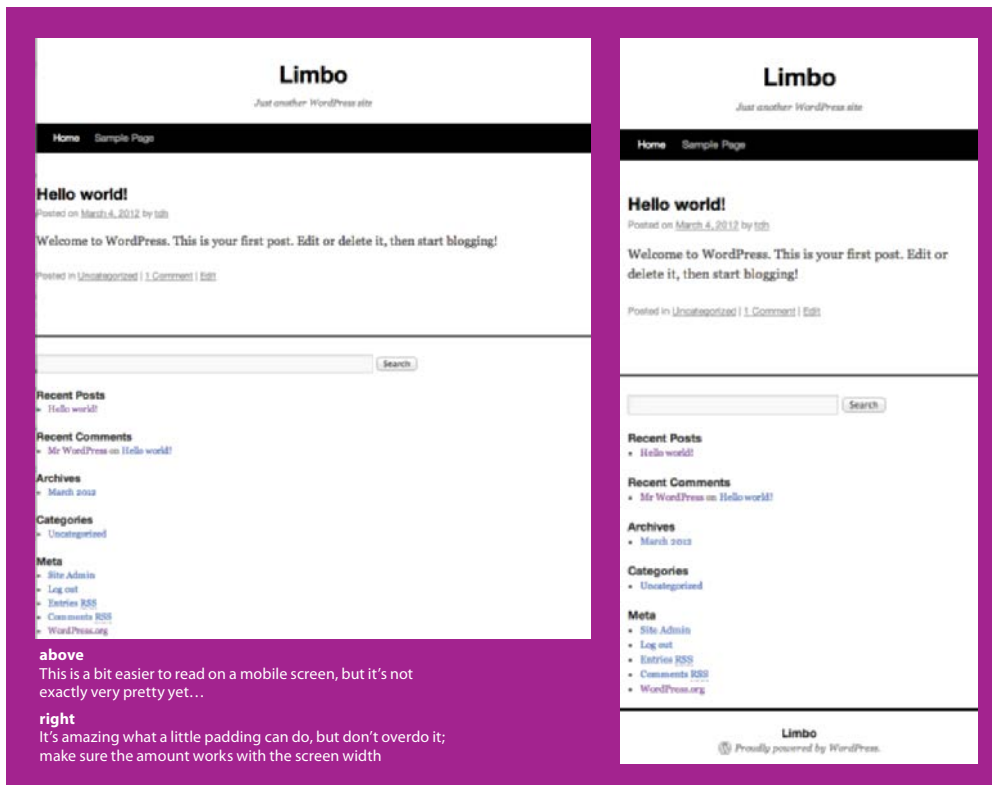 Limbo
Just another WordPress site
Home Sample Page
Hello world!
Posted on March 4, 2012 by tdh
Welcome to WordPress. This is your first post. Edit or delete it, then start blogging!
Posted in Uncategorized | 1 Comment | Edit
Search
Recent Posts
Hello world!
Recent Comments
Mr WordPress on Hello world!
Archives
March 2012
Categories
Uncategorized
Meta
Site Admin
Log out
Entries RSS
Comments RSS
WordPress.org
above
This is a bit easier to read on a mobile screen, but it's not
exactly very pretty yet…
right
It's amazing what a little padding can do, but don't overdo it;
make sure the amount works with the screen width
Limbo
Just another WordPress site
Home Sample Page
Hello world!
Posted on March 4, 2012 by tdh
Welcome to WordPress. This is your first post. Edit or
delete it, then start blogging!
Posted in Uncategorized | 1 Comment | Edit
Search
Recent Posts
Hello world!
Recent Comments
Mr WordPress on Hello world!
Archives
March 2012
Categories
Uncategorized
Meta
Site Admin
Log out
Entries RSS
Comments RSS
WordPress.org
Limbo
Proudly powered by WordPress.